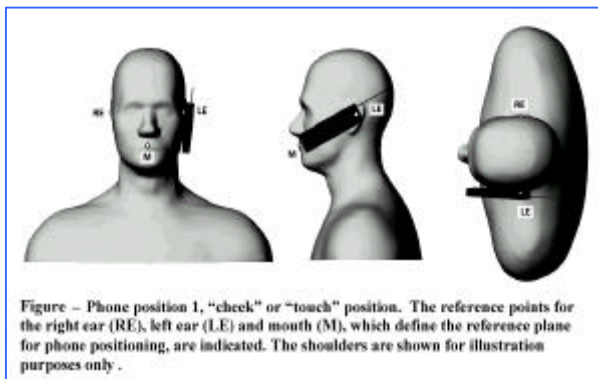 RE
LE
M
LE
M
RE
LE
Figure – Phone position 1, “cheek” or “touch” position. The reference points for
the right ear (RE), left ear (LE) and mouth (M), which define the reference plane
for phone positioning, are indicated. The shoulders are shown for illustration
purposes only .